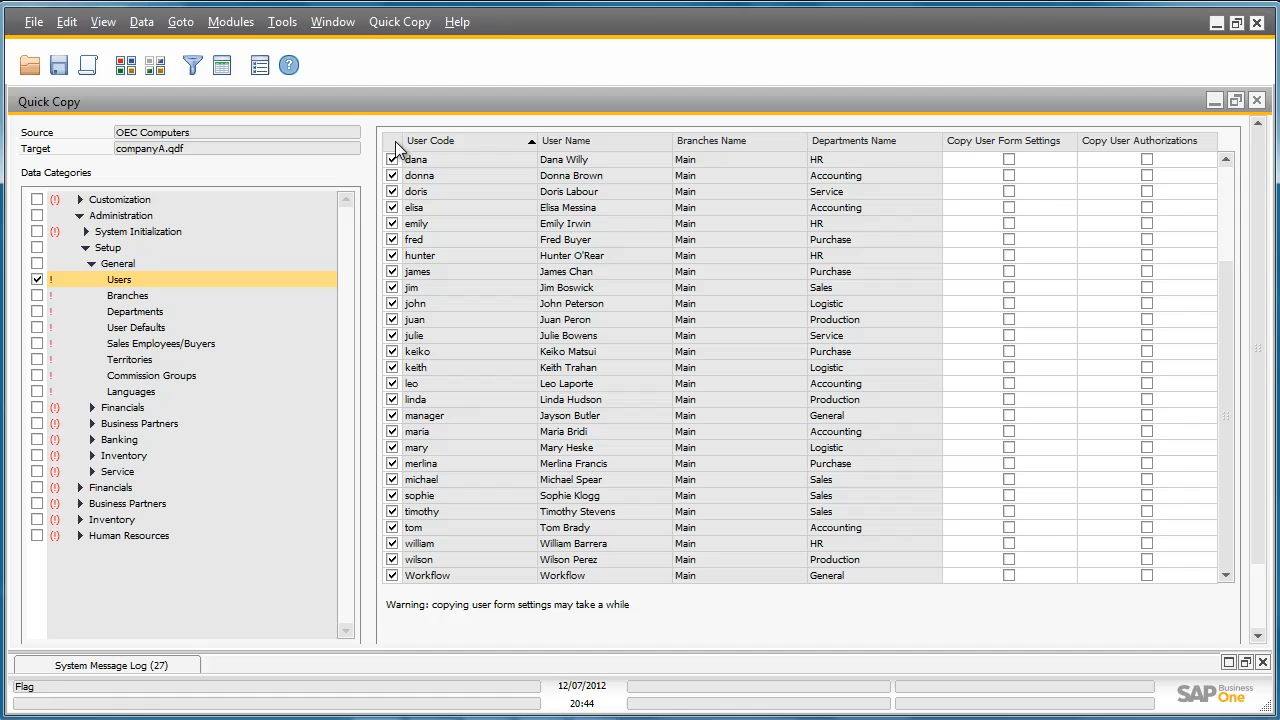 File Edit View Data Goto Modules Tools Window Quick Copy Help
Quick Copy
Source OEC Computers
Target companyA.qdf
Data Categories
(!) Customization
Administration
(!) System Initialization
Setup
General
! Users
! Branches
! Departments
! User Defaults
! Sales Employees/Buyers
! Territories
! Commission Groups
! Languages
(!) Financials
(!) Business Partners
(!) Banking
(!) Inventory
(!) Service
(!) Financials
(!) Business Partners
(!) Inventory
(!) Human Resources
User Code User Name Branches Name Departments Name Copy User Form Settings Copy User Authorizations
dana Dana Willy Main HR
donna Donna Brown Main Accounting
doris Doris Labour Main Service
elisa Elisa Messina Main Accounting
emily Emily Irwin Main HR
fred Fred Buyer Main Purchase
hunter Hunter O'Rear Main HR
james James Chan Main Purchase
jim Jim Boswick Main Sales
john John Peterson Main Logistic
juan Juan Peron Main Production
julie Julie Bowens Main Service
keiko Keiko Matsui Main Purchase
keith Keith Trahan Main Logistic
leo Leo Laporte Main Accounting
linda Linda Hudson Main Production
manager Jayson Butler Main General
maria Maria Bridi Main Accounting
mary Mary Heske Main Logistic
merlina Merlina Francis Main Purchase
michael Michael Spear Main Sales
sophie Sophie Klogg Main Sales
timothy Timothy Stevens Main Sales
tom Tom Brady Main Accounting
william William Barrera Main HR
wilson Wilson Perez Main Production
Workflow Workflow Main General
Warning: copying user form settings may take a while
System Message Log (27)
Flag 12/07/2012
20:44
SAP Business One